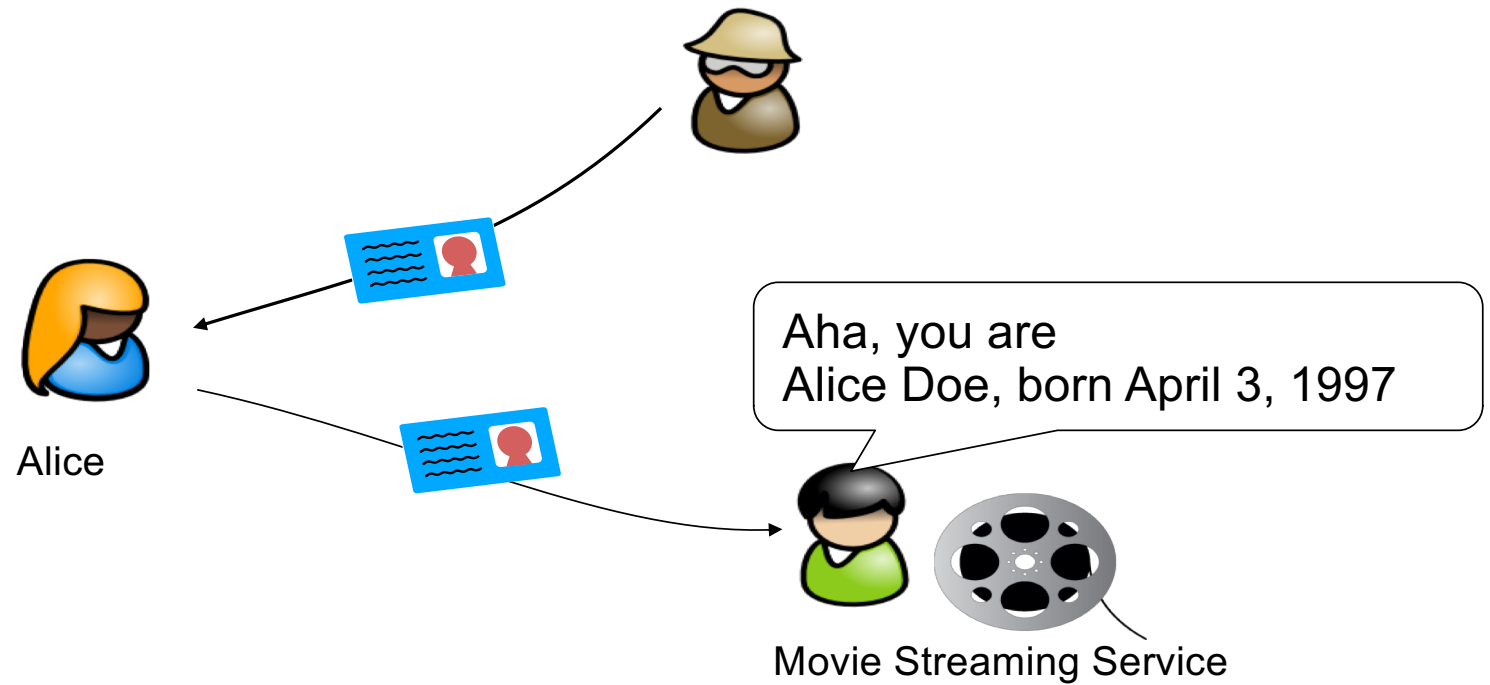 Aha, you are
Alice Doe, born April 3, 1997
Alice
Movie Streaming Service